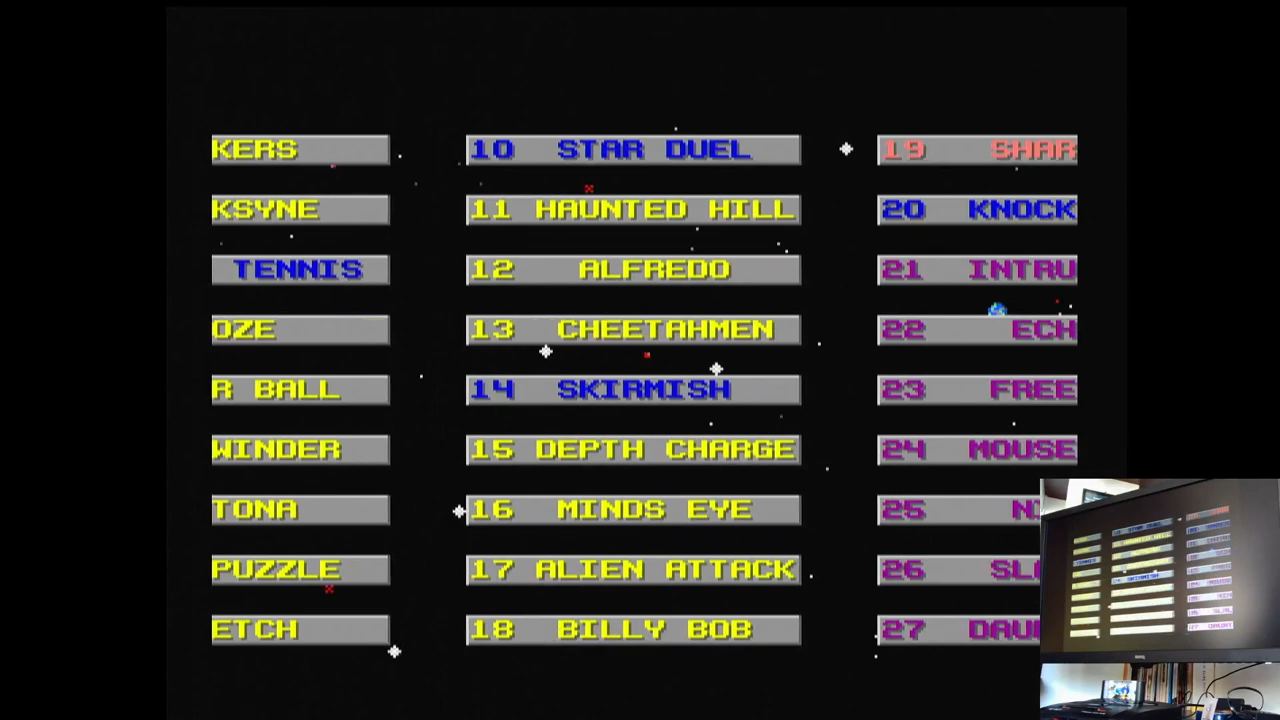 KERS
KSYNE
TENNIS
OZE
R BALL
WINDER
TONA
PUZZLE
ETCH
10 STAR DUEL
11 HAUNTED HILL
12 ALFREDO
13 CHEETAHMEN
14 SKIRMISH
15 DEPTH CHARGE
16 MINDS EYE
17 ALIEN ATTACK
18 BILLY BOB
19 SHAR
20 KNOCK
21 INTRU
22 ECH
23 FREE
24 MOUSE
25
26
27